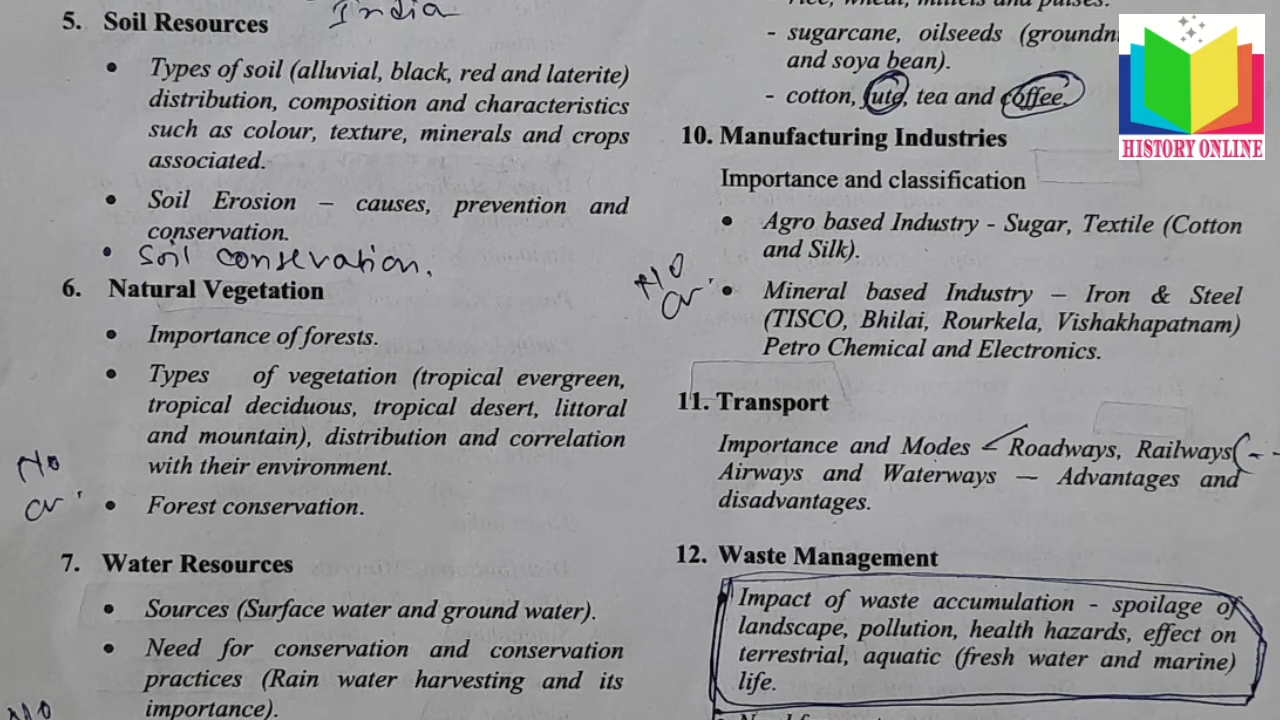 India
5. Soil Resources
• Types of soil (alluvial, black, red and laterite)
distribution, composition and characteristics
such as colour, texture, minerals and crops
associated.
• Soil Erosion – causes, prevention and
conservation.
• Soil conservation.
6. Natural Vegetation
• Importance of forests.
• Types of vegetation (tropical evergreen,
tropical deciduous, tropical desert, littoral
and mountain), distribution and correlation
with their environment.
No
• Forest conservation.
7. Water Resources
• Sources (Surface water and ground water).
• Need for conservation and conservation
practices (Rain water harvesting and its
importance).
No
rice, wheat, millets and pulses.
- sugarcane, oilseeds
and soya bean).
- cotton, jute, tea and coffee.
10. Manufacturing Industries
Importance and classification
• Agro based Industry - Sugar, Textile (Cotton
and Silk).
No
• Mineral based Industry – Iron & Steel
(TISCO, Bhilai, Rourkela, Vishakhapatnam)
Petro Chemical and Electronics.
11. Transport
Importance and Modes – Roadways, Railways
Airways and Waterways — Advantages and
disadvantages.
12. Waste Management
• Impact of waste accumulation - spoilage of
landscape, pollution, health hazards, effect on
terrestrial, aquatic (fresh water and marine)
life.
HISTORY ONLINE